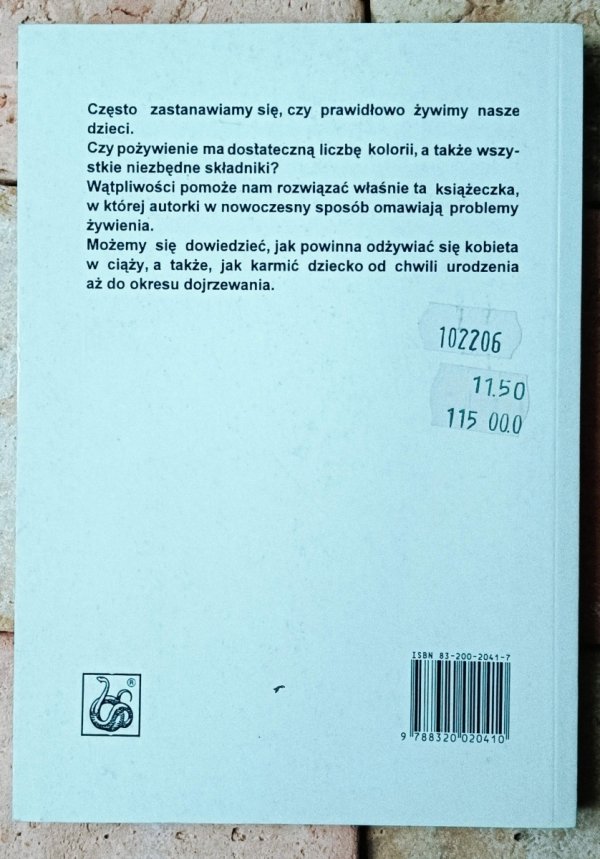 Często zastanawiamy się, czy prawidłowo żywimy nasze
dzieci.
Czy pożywienie ma dostateczną liczbę kolorii, a także wszy-
stkie niezbędne składniki?
Wątpliwości pomoże nam rozwiązać właśnie ta książeczka,
w której autorki w nowoczesny sposób omawiają problemy
żywienia.
Możemy się dowiedzieć, jak powinna odżywiać się kobieta
w ciąży, a także, jak karmić dziecko od chwili urodzenia
aż do okresu dojrzewania.
102206
11.50
115 00.0
ISBN 83-200-2041-7
®
9 788320 020410